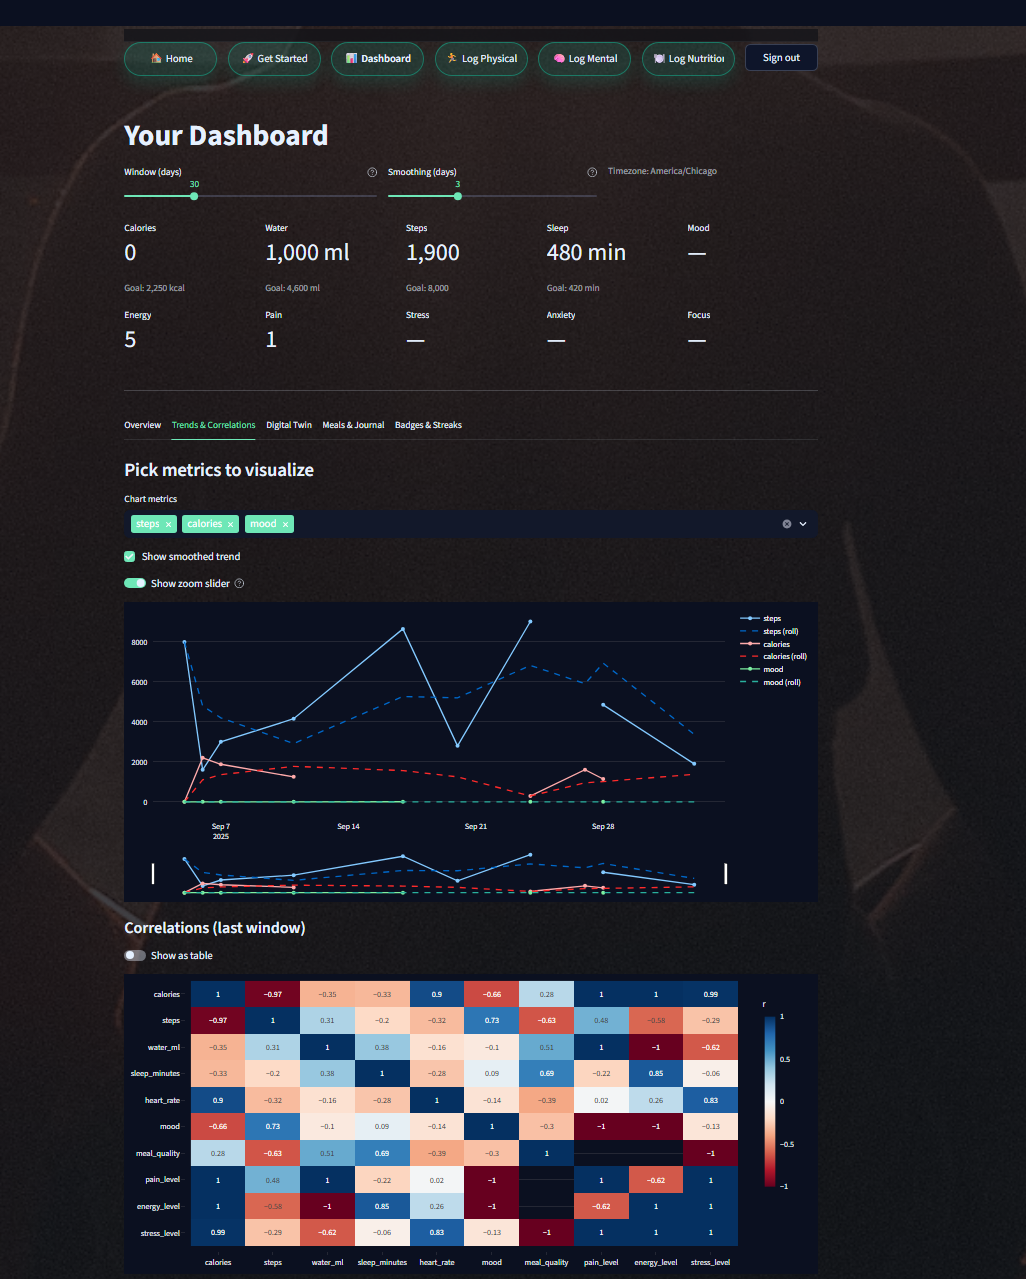 🏠 Home 🚀 Get Started 📊 Dashboard 🏃 Log Physical 🧠 Log Mental 🍽️ Log Nutrition Sign out
Your Dashboard
Window (days) Smoothing (days) Timezone: America/Chicago
30 3
Calories Water Steps Sleep Mood
0 1,000 ml 1,900 480 min —
Goal: 2,250 kcal Goal: 4,600 ml Goal: 8,000 Goal: 420 min
Energy Pain Stress Anxiety Focus
5 1 — — —
Overview Trends & Correlations Digital Twin Meals & Journal Badges & Streaks
Pick metrics to visualize
Chart metrics
steps × calories × mood ×
Show smoothed trend
Show zoom slider
steps
steps (roll)
calories
calories (roll)
mood
mood (roll)
8000
6000
4000
2000
0
Sep 7 Sep 14 Sep 21 Sep 28
2025
Correlations (last window)
Show as table
calories 1 −0.97 −0.35 −0.33 0.9 −0.66 0.28 1 1 0.99
steps −0.97 1 0.31 −0.2 −0.32 0.73 −0.63 0.48 −0.58 −0.29
water_ml −0.35 0.31 1 0.38 −0.16 −0.1 0.51 1 −1 −0.62
sleep_minutes −0.33 −0.2 0.38 1 −0.28 0.09 0.69 −0.22 0.85 −0.06
heart_rate 0.9 −0.32 −0.16 −0.28 1 −0.14 −0.39 0.02 0.26 0.83
mood −0.66 0.73 −0.1 0.09 −0.14 1 −0.3 −1 −1 −0.13
meal_quality 0.28 −0.63 0.51 0.69 −0.39 −0.3 1 −1
pain_level 1 0.48 1 −0.22 0.02 −1 1 −0.62 1
energy_level 1 −0.58 −1 0.85 0.26 −1 −0.62 1 1
stress_level 0.99 −0.29 −0.62 −0.06 0.83 −0.13 −1 1 1 1
calories steps water_ml sleep_minutes heart_rate mood meal_quality pain_level energy_level stress_level
r
1
0.5
0
−0.5
−1